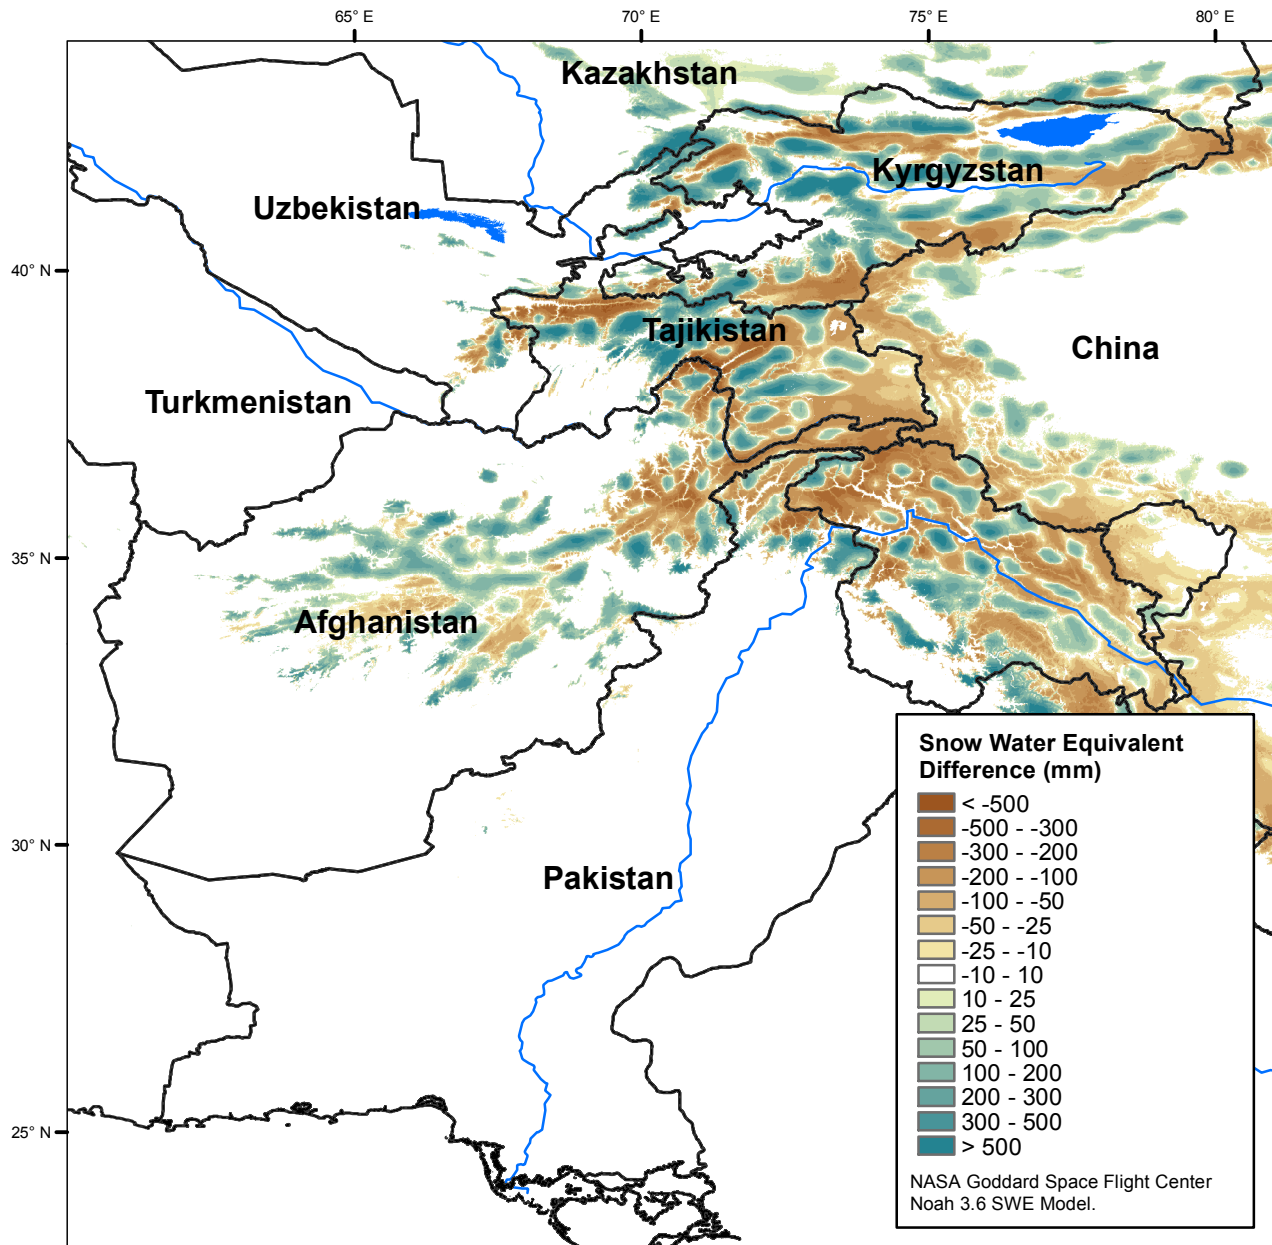 65° E
70° E
75° E
80° E
Kazakhstan
Kyrgyzstan
Uzbekistan
40° N
Tajikistan
China
Turkmenistan
35° N
Afghanistan
30° N
Pakistan
25° N
Snow Water Equivalent
Difference (mm)
< -500
-500 - -300
-300 - -200
-200 - -100
-100 - -50
-50 - -25
-25 - -10
-10 - 10
10 - 25
25 - 50
50 - 100
100 - 200
200 - 300
300 - 500
> 500
NASA Goddard Space Flight Center
Noah 3.6 SWE Model.